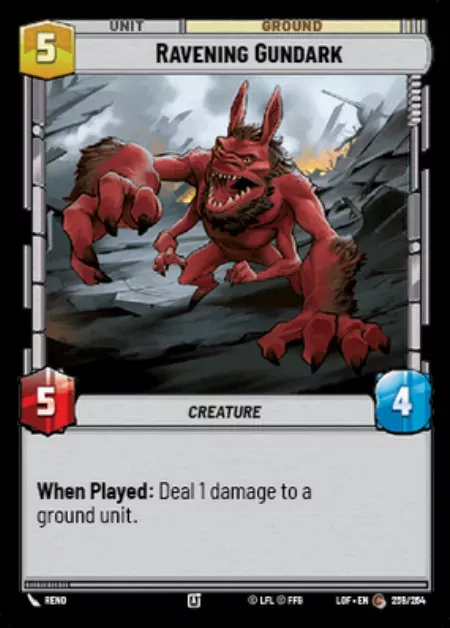 UNIT
GROUND
5
RAVENING GUNDARK
5
CREATURE
4
When Played: Deal 1 damage to a
ground unit.
RENO
© LFL © FFG
LOF • EN